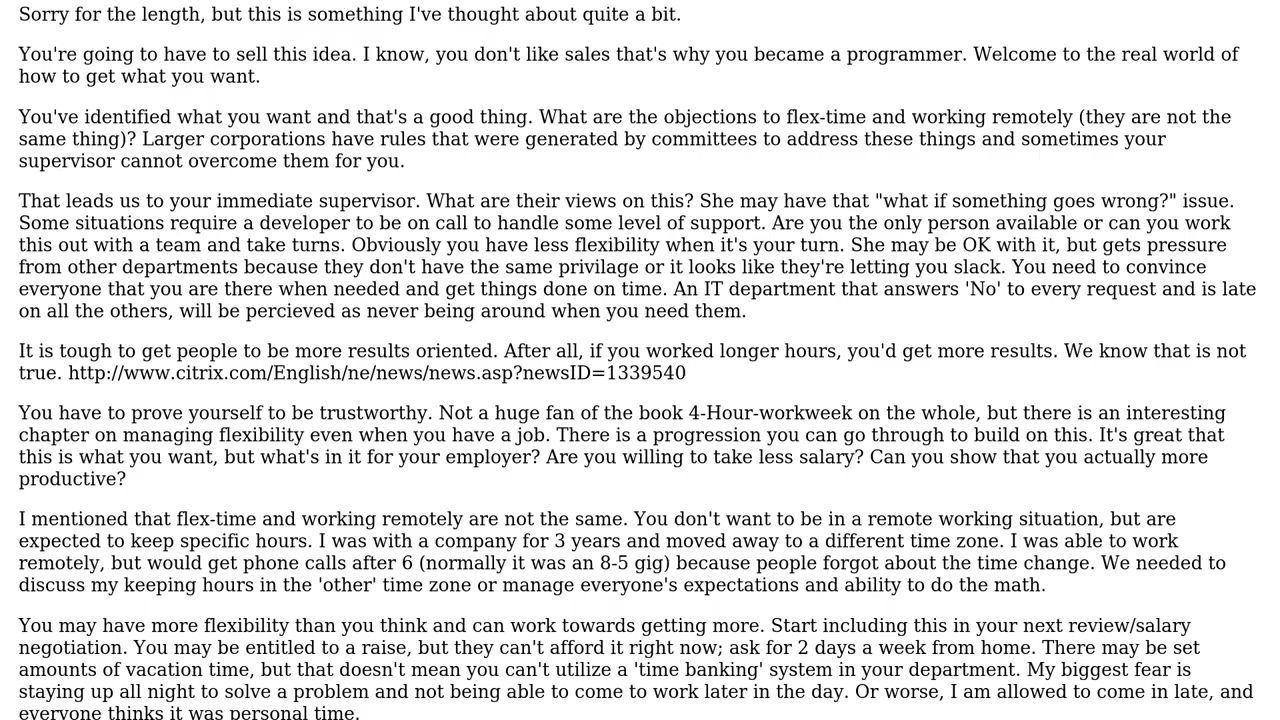 Sorry for the length, but this is something I've thought about quite a bit.
You're going to have to sell this idea. I know, you don't like sales that's why you became a programmer. Welcome to the real world of
how to get what you want.
You've identified what you want and that's a good thing. What are the objections to flex-time and working remotely (they are not the
same thing)? Larger corporations have rules that were generated by committees to address these things and sometimes your
supervisor cannot overcome them for you.
That leads us to your immediate supervisor. What are their views on this? She may have that "what if something goes wrong?" issue.
Some situations require a developer to be on call to handle some level of support. Are you the only person available or can you work
this out with a team and take turns. Obviously you have less flexibility when it's your turn. She may be OK with it, but gets pressure
from other departments because they don't have the same privilage or it looks like they're letting you slack. You need to convince
everyone that you are there when needed and get things done on time. An IT department that answers 'No' to every request and is late
on all the others, will be percieved as never being around when you need them.
It is tough to get people to be more results oriented. After all, if you worked longer hours, you'd get more results. We know that is not
true. http://www.citrix.com/English/ne/news/news.asp?newsID=1339540
You have to prove yourself to be trustworthy. Not a huge fan of the book 4-Hour-workweek on the whole, but there is an interesting
chapter on managing flexibility even when you have a job. There is a progression you can go through to build on this. It's great that
this is what you want, but what's in it for your employer? Are you willing to take less salary? Can you show that you actually more
productive?
I mentioned that flex-time and working remotely are not the same. You don't want to be in a remote working situation, but are
expected to keep specific hours. I was with a company for 3 years and moved away to a different time zone. I was able to work
remotely, but would get phone calls after 6 (normally it was an 8-5 gig) because people forgot about the time change. We needed to
discuss my keeping hours in the 'other' time zone or manage everyone's expectations and ability to do the math.
You may have more flexibility than you think and can work towards getting more. Start including this in your next review/salary
negotiation. You may be entitled to a raise, but they can't afford it right now; ask for 2 days a week from home. There may be set
amounts of vacation time, but that doesn't mean you can't utilize a 'time banking' system in your department. My biggest fear is
staying up all night to solve a problem and not being able to come to work later in the day. Or worse, I am allowed to come in late, and
everyone thinks it was personal time.